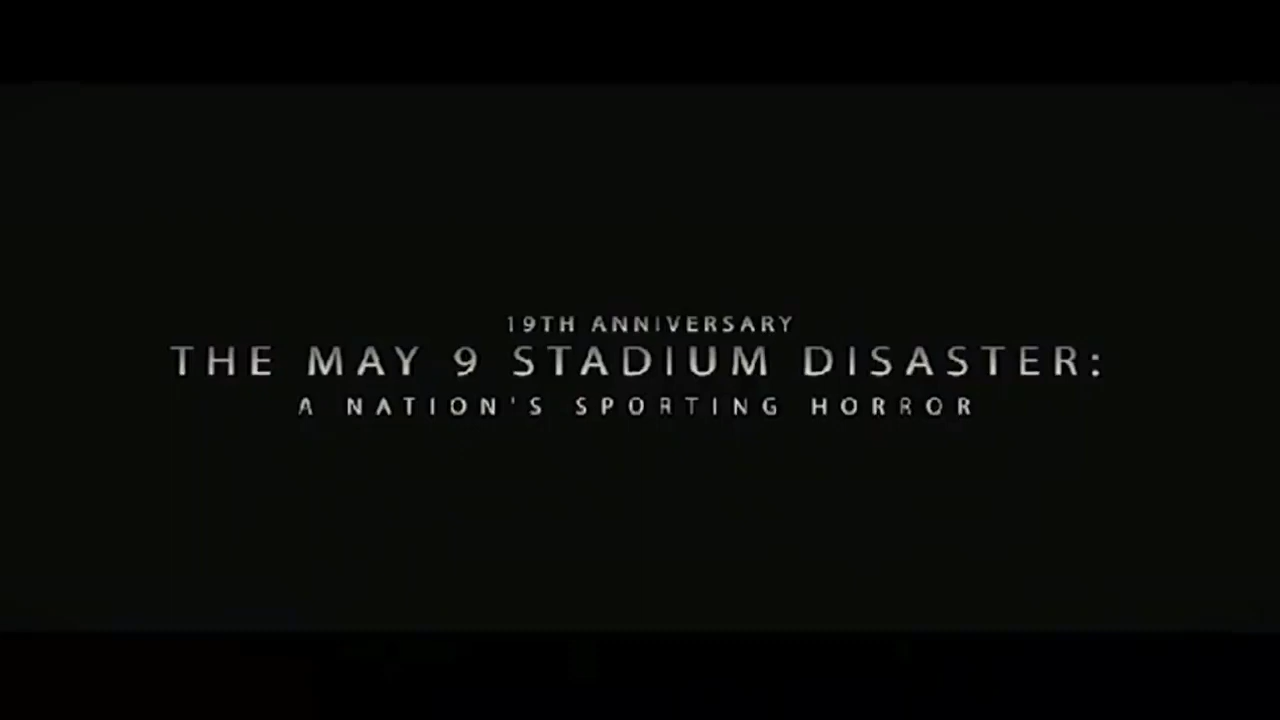 19TH ANNIVERSARY
THE MAY 9 STADIUM DISASTER:
A NATION'S SPORTING HORROR